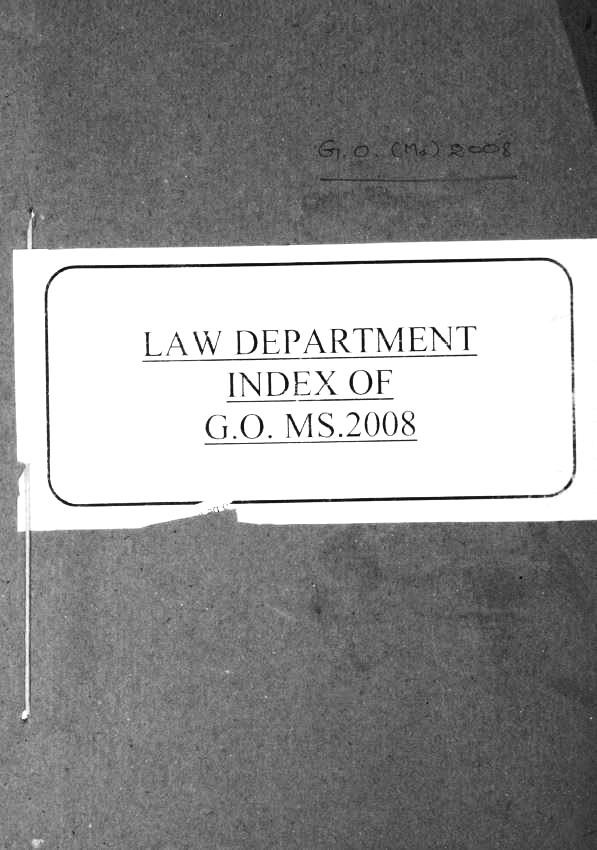 G.O. (Ms) 2008
LAW DEPARTMENT
INDEX OF
G.O. MS.2008